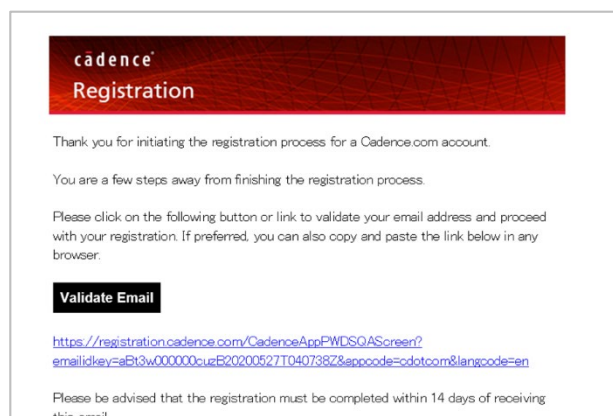 cādence®
Registration
Thank you for initiating the registration process for a Cadence.com account.
You are a few steps away from finishing the registration process.
Please click on the following button or link to validate your email address and proceed
with your registration. If preferred, you can also copy and paste the link below in any
browser.
Validate Email
https://registration.cadence.com/CadenceAppPWDSQAScreen?
emailidkey=aBt3w000000cuzB20200527T040738Z&appcode=cdotcom&langcode=en
Please be advised that the registration must be completed within 14 days of receiving
this email